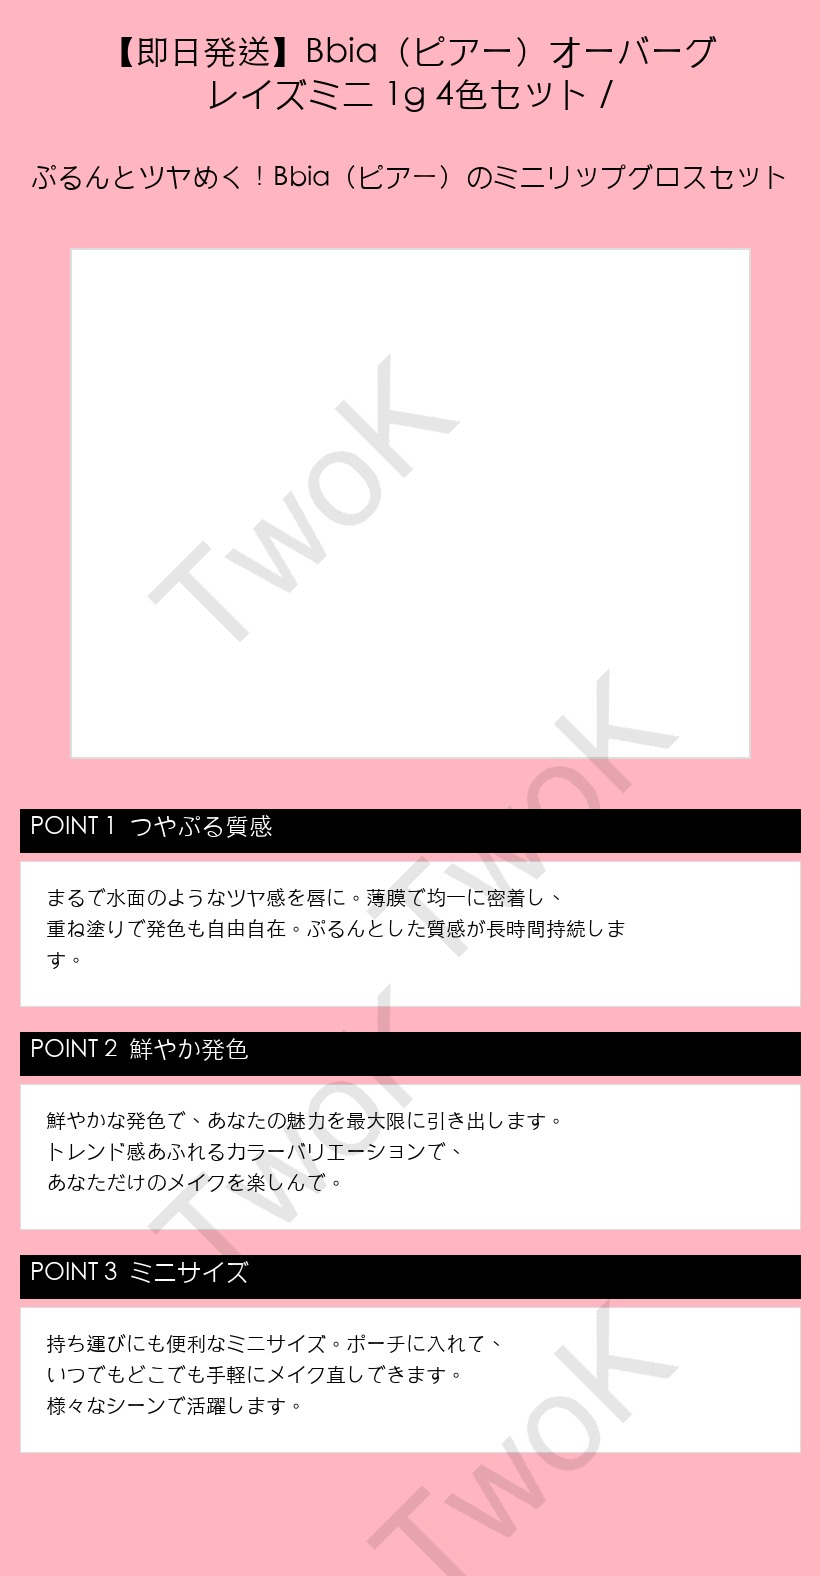 【即日発送】Bbia（ピアー）オーバーグ
レイズミニ 1g 4色セット /
ぷるんとツヤめく！Bbia（ピアー）のミニリップグロスセット
TwoK
TwoK
POINT 1 つやぷる質感
まるで水面のようなツヤ感を唇に。薄膜で均一に密着し、
重ね塗りで発色も自由自在。ぷるんとした質感が長時間持続しま
す。
TwoK
POINT 2 鮮やか発色
鮮やかな発色で、あなたの魅力を最大限に引き出します。
トレンド感あふれるカラーバリエーションで、
あなただけのメイクを楽しんで。
POINT 3 ミニサイズ
持ち運びにも便利なミニサイズ。ポーチに入れて、
いつでもどこでも手軽にメイク直しできます。
様々なシーンで活躍します。
TwoK